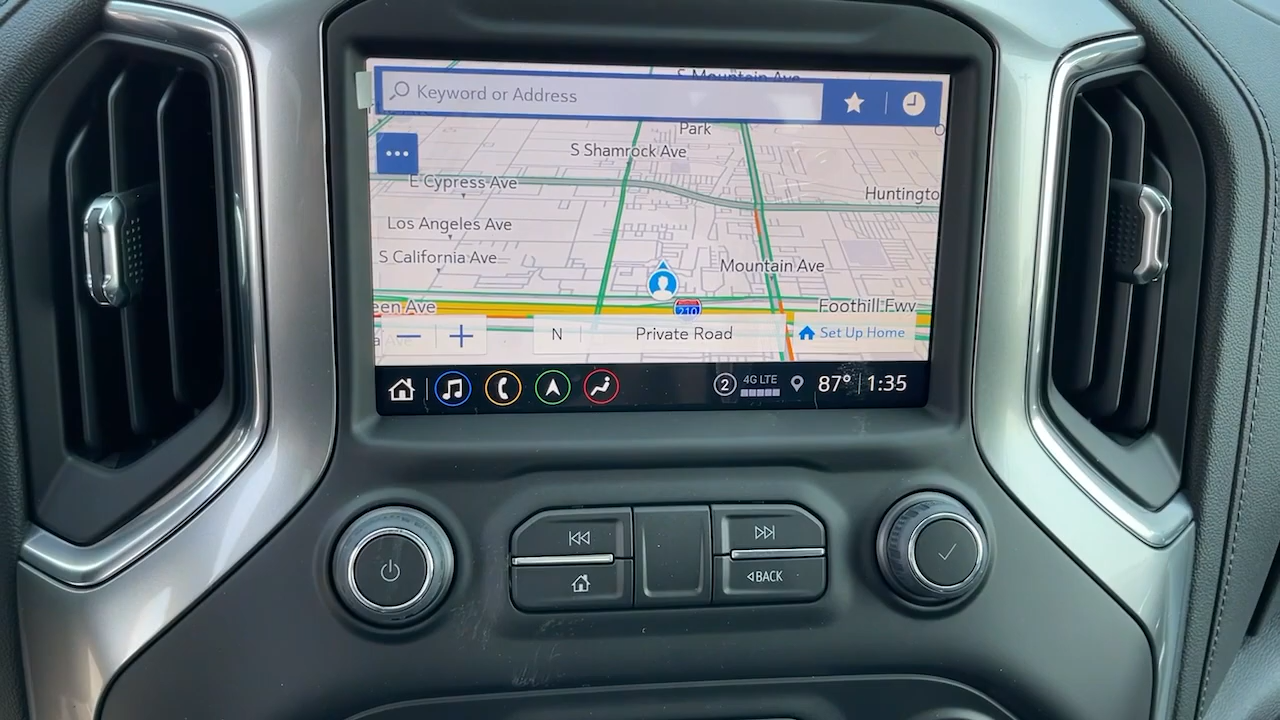 S Mountain Ave
Keyword or Address
Park
S Shamrock Ave
E Cypress Ave
Huntingto
Los Angeles Ave
S California Ave
Mountain Ave
een Ave
210
Foothill Fwy
N
Private Road
Set Up Home
2
4G LTE
87°
1:35
BACK